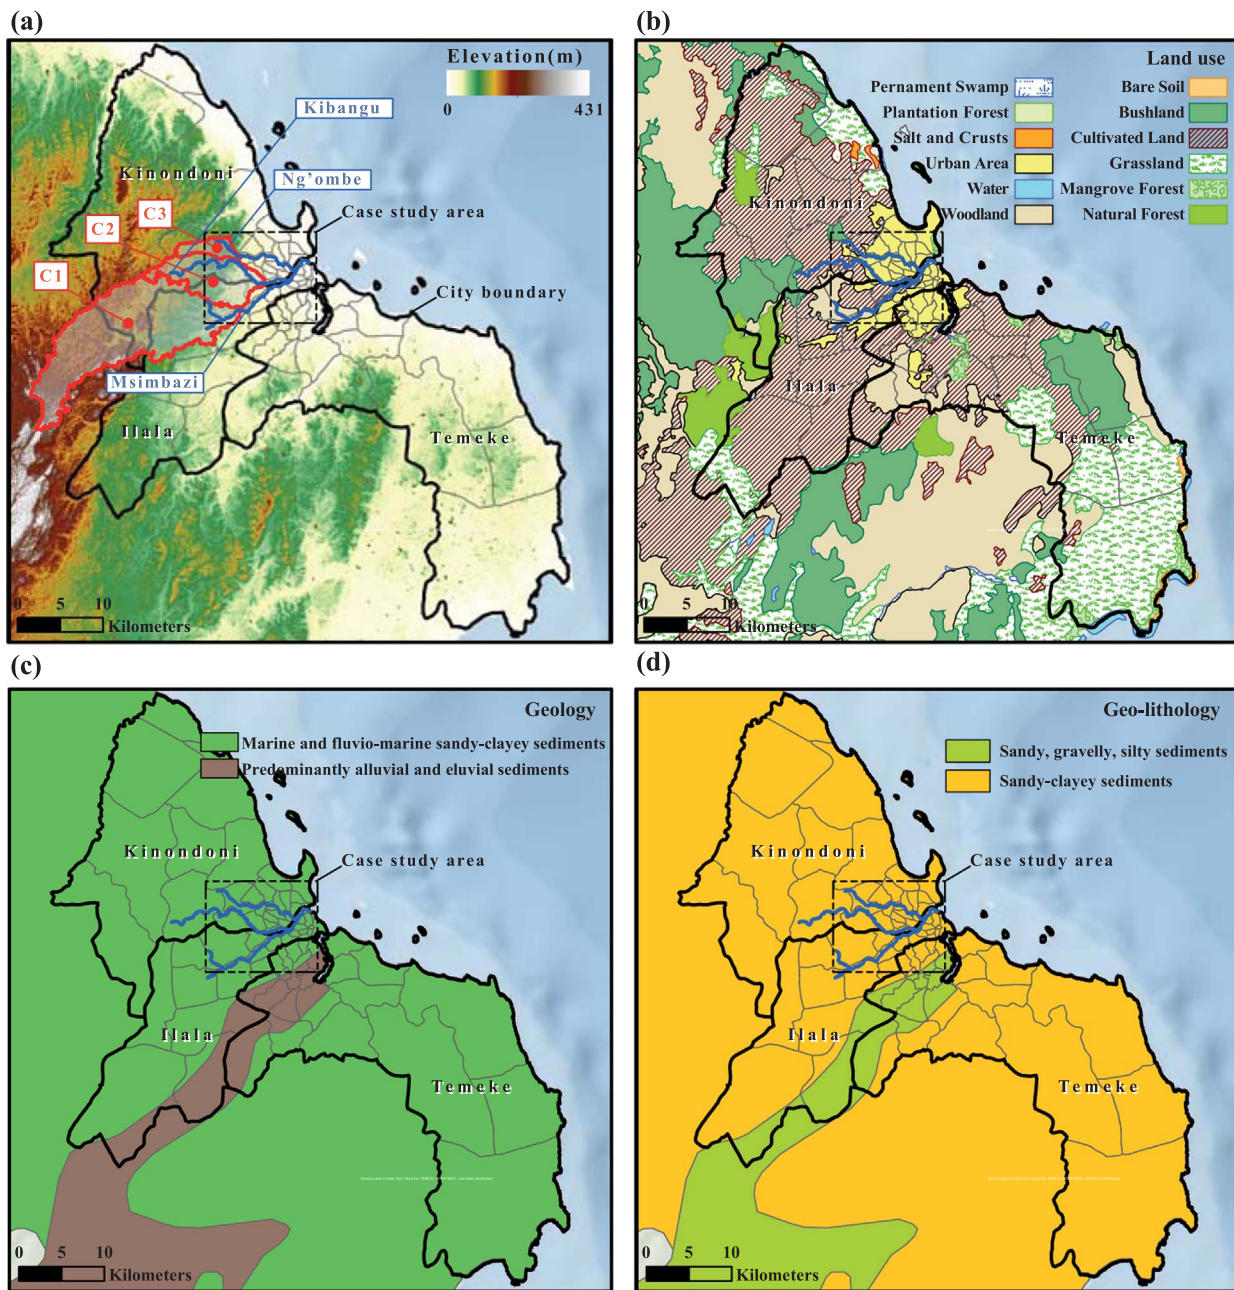 (a)
Elevation(m)
0
431
Kibangu
Kinondoni
Ng'ombe
C3
Case study area
C2
C1
City boundary
Msimbazi
Ilala
Temeke
0 5 10
Kilometers
(b)
Land use
Pernament Swamp
Bare Soil
Plantation Forest
Bushland
Salt and Crusts
Cultivated Land
Urban Area
Grassland
Water
Mangrove Forest
Woodland
Natural Forest
Kinondoni
Ilala
Temeke
0 5 10
Kilometers
(c)
Geology
Marine and fluvio-marine sandy-clayey sediments
Predominantly alluvial and eluvial sediments
Kinondoni
Case study area
Ilala
Temeke
0 5 10
Kilometers
(d)
Geo-lithology
Sandy, gravelly, silty sediments
Sandy-clayey sediments
Kinondoni
Case study area
Ilala
Temeke
0 5 10
Kilometers